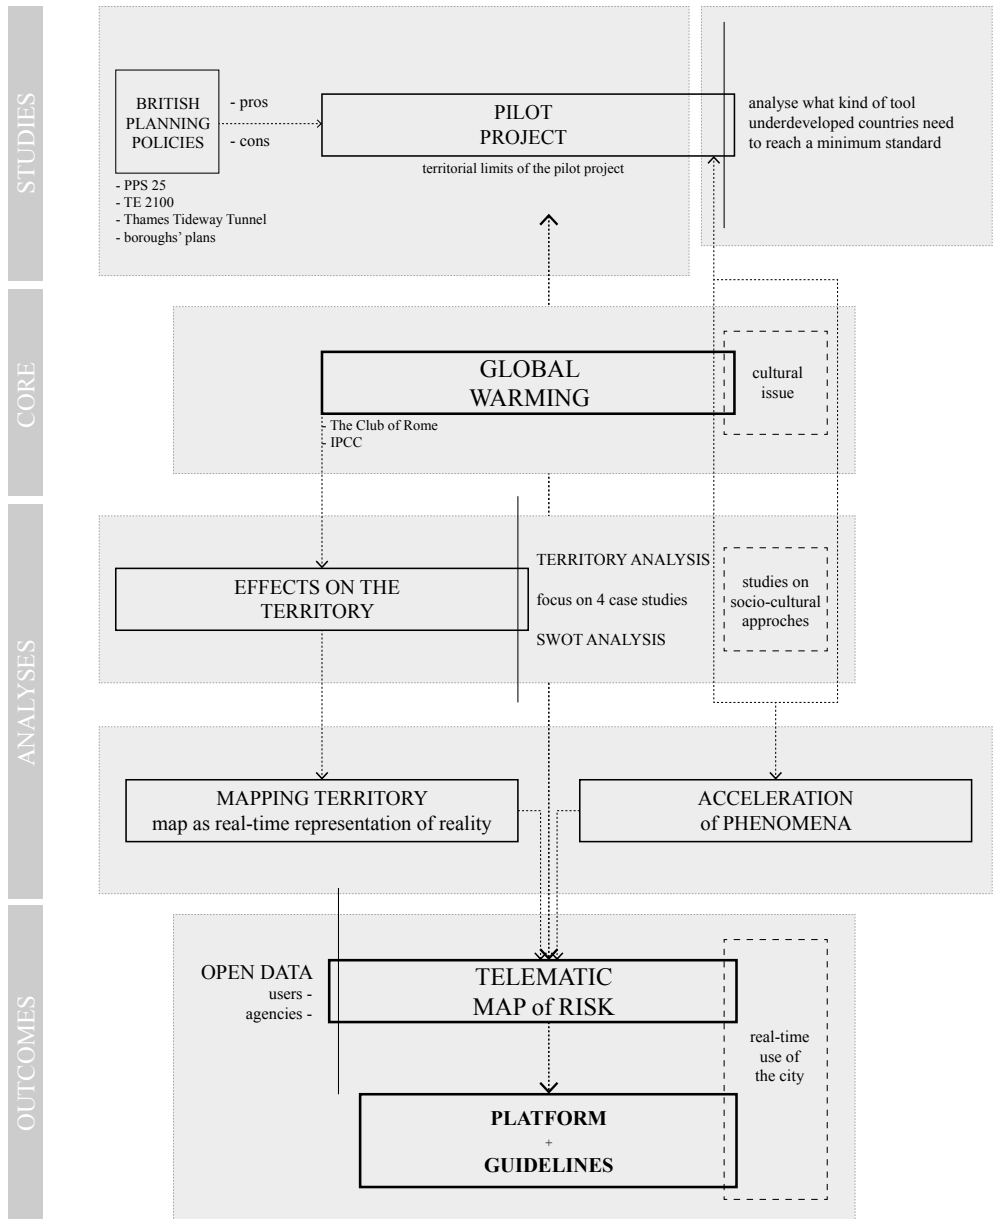 STUDIES
BRITISH
PLANNING
POLICIES
- pros
- cons
- PPS 25
- TE 2100
- Thames Tideway Tunnel
- boroughs' plans
PILOT
PROJECT
territorial limits of the pilot project
analyse what kind of tool
underdeveloped countries need
to reach a minimum standard
CORE
GLOBAL
WARMING
- The Club of Rome
- IPCC
cultural
issue
ANALYSES
EFFECTS ON THE
TERRITORY
TERRITORY ANALYSIS
focus on 4 case studies
SWOT ANALYSIS
studies on
socio-cultural
approches
MAPPING TERRITORY
map as real-time representation of reality
ACCELERATION
of PHENOMENA
OUTCOMES
OPEN DATA
users -
agencies -
TELEMATIC
MAP of RISK
real-time
use of
the city
PLATFORM
+
GUIDELINES